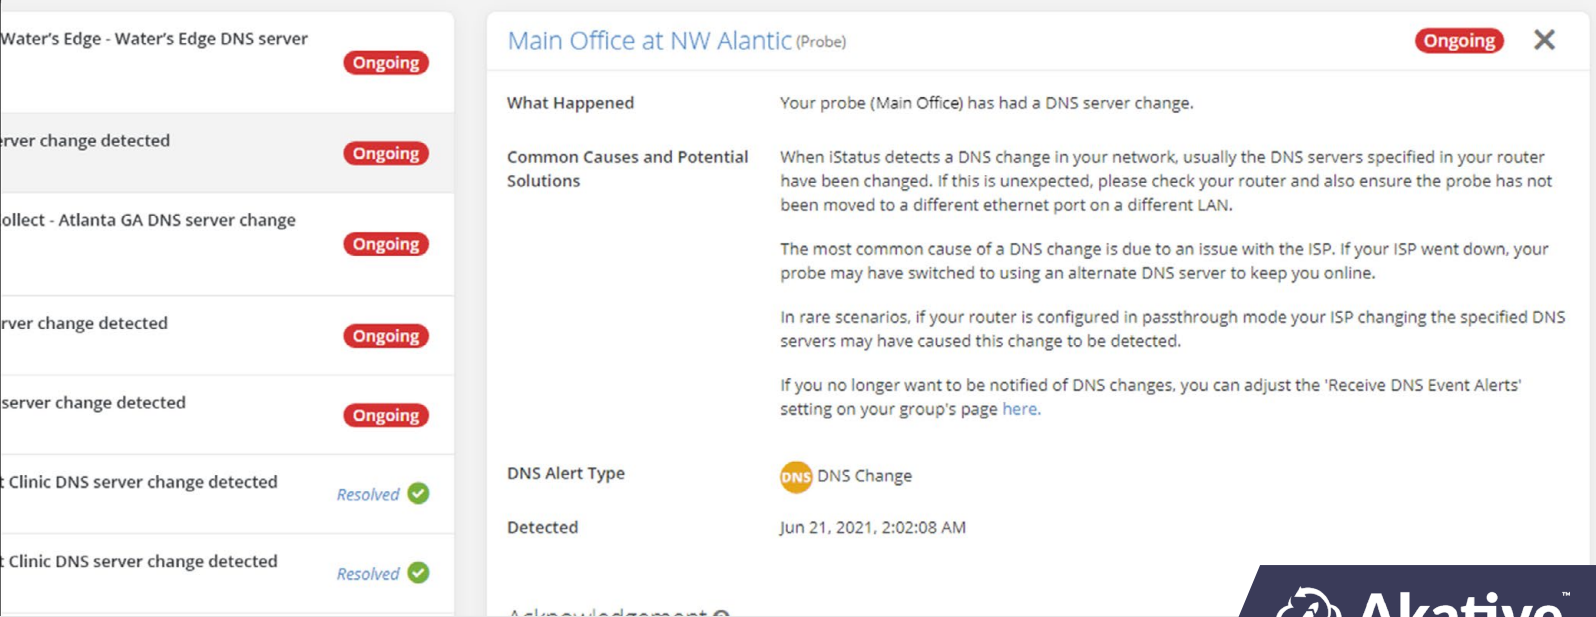 Water's Edge - Water's Edge DNS server
Ongoing
erver change detected
Ongoing
ollect - Atlanta GA DNS server change
Ongoing
rver change detected
Ongoing
server change detected
Ongoing
t Clinic DNS server change detected
Resolved
t Clinic DNS server change detected
Resolved
Main Office at NW Alantic (Probe)
Ongoing
What Happened
Your probe (Main Office) has had a DNS server change.
Common Causes and Potential
Solutions
When iStatus detects a DNS change in your network, usually the DNS servers specified in your router
have been changed. If this is unexpected, please check your router and also ensure the probe has not
been moved to a different ethernet port on a different LAN.
The most common cause of a DNS change is due to an issue with the ISP. If your ISP went down, your
probe may have switched to using an alternate DNS server to keep you online.
In rare scenarios, if your router is configured in passthrough mode your ISP changing the specified DNS
servers may have caused this change to be detected.
If you no longer want to be notified of DNS changes, you can adjust the 'Receive DNS Event Alerts'
setting on your group's page here.
DNS Alert Type
DNS DNS Change
Detected
Jun 21, 2021, 2:02:08 AM
Acknowledgement
Akative™